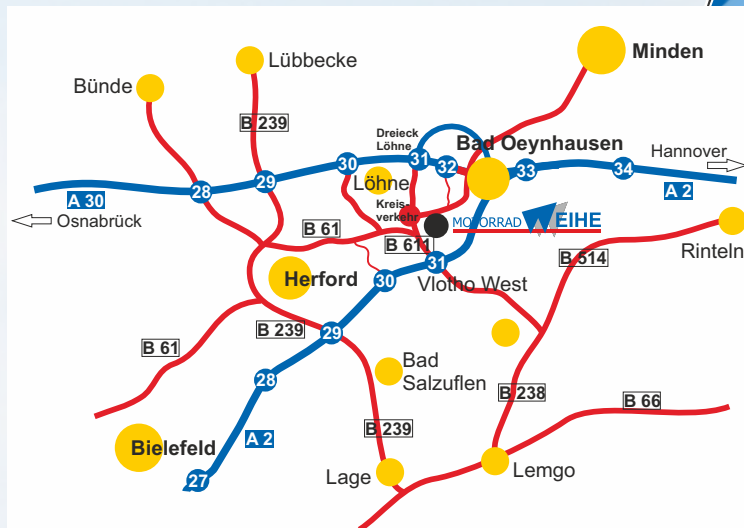 Minden
Lübbecke
Bünde
B 239
Dreieck
Löhne
Bad Oeynhausen
Hannover
30
31
32
33
34
29
28
A 30
A 2
Löhne
Osnabrück
Kreis-
verkehr
MOTORRAD WEIHE
B 61
B 611
Rinteln
B 514
31
Vlotho West
Herford
30
B 239
29
B 61
Bad
Salzuflen
28
B 238
B 66
B 239
Bielefeld
A 2
Lage
Lemgo
27